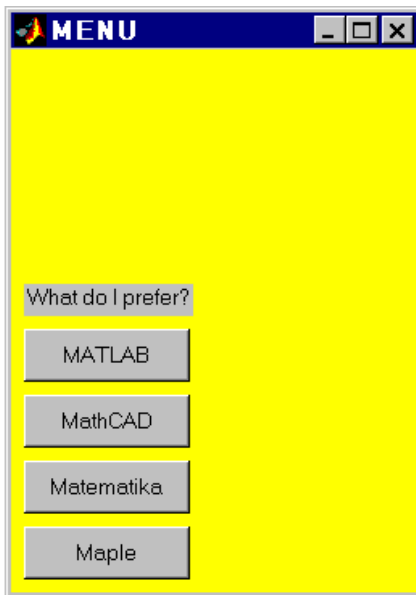 MENU
What do I prefer?
MATLAB
MathCAD
Matematika
Maple